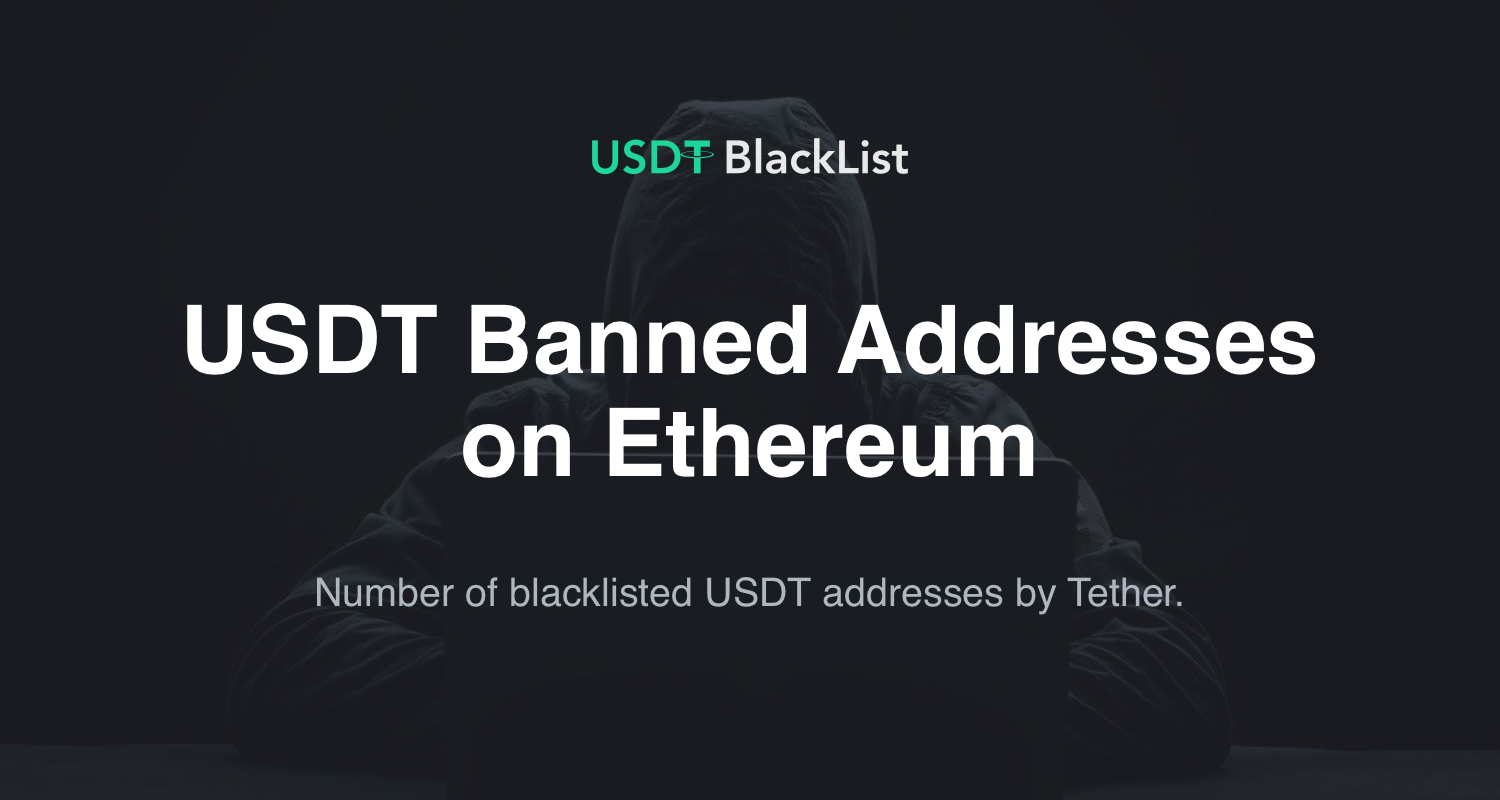 USDT BlackList
USDT Banned Addresses
on Ethereum
Number of blacklisted USDT addresses by Tether.